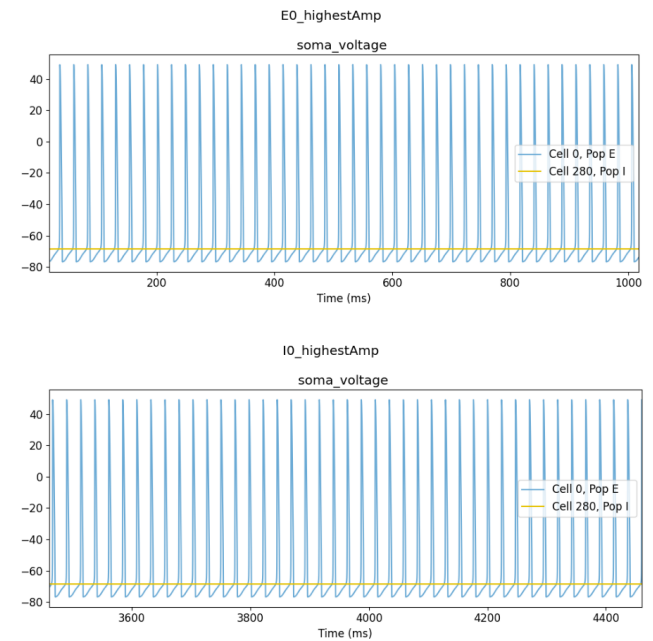 E0_highestAmp
soma_voltage
40
20
0
−20
−40
−60
−80
Cell 0, Pop E
Cell 280, Pop I
200 400 600 800 1000
Time (ms)
I0_highestAmp
soma_voltage
40
20
0
−20
−40
−60
−80
Cell 0, Pop E
Cell 280, Pop I
3600 3800 4000 4200 4400
Time (ms)